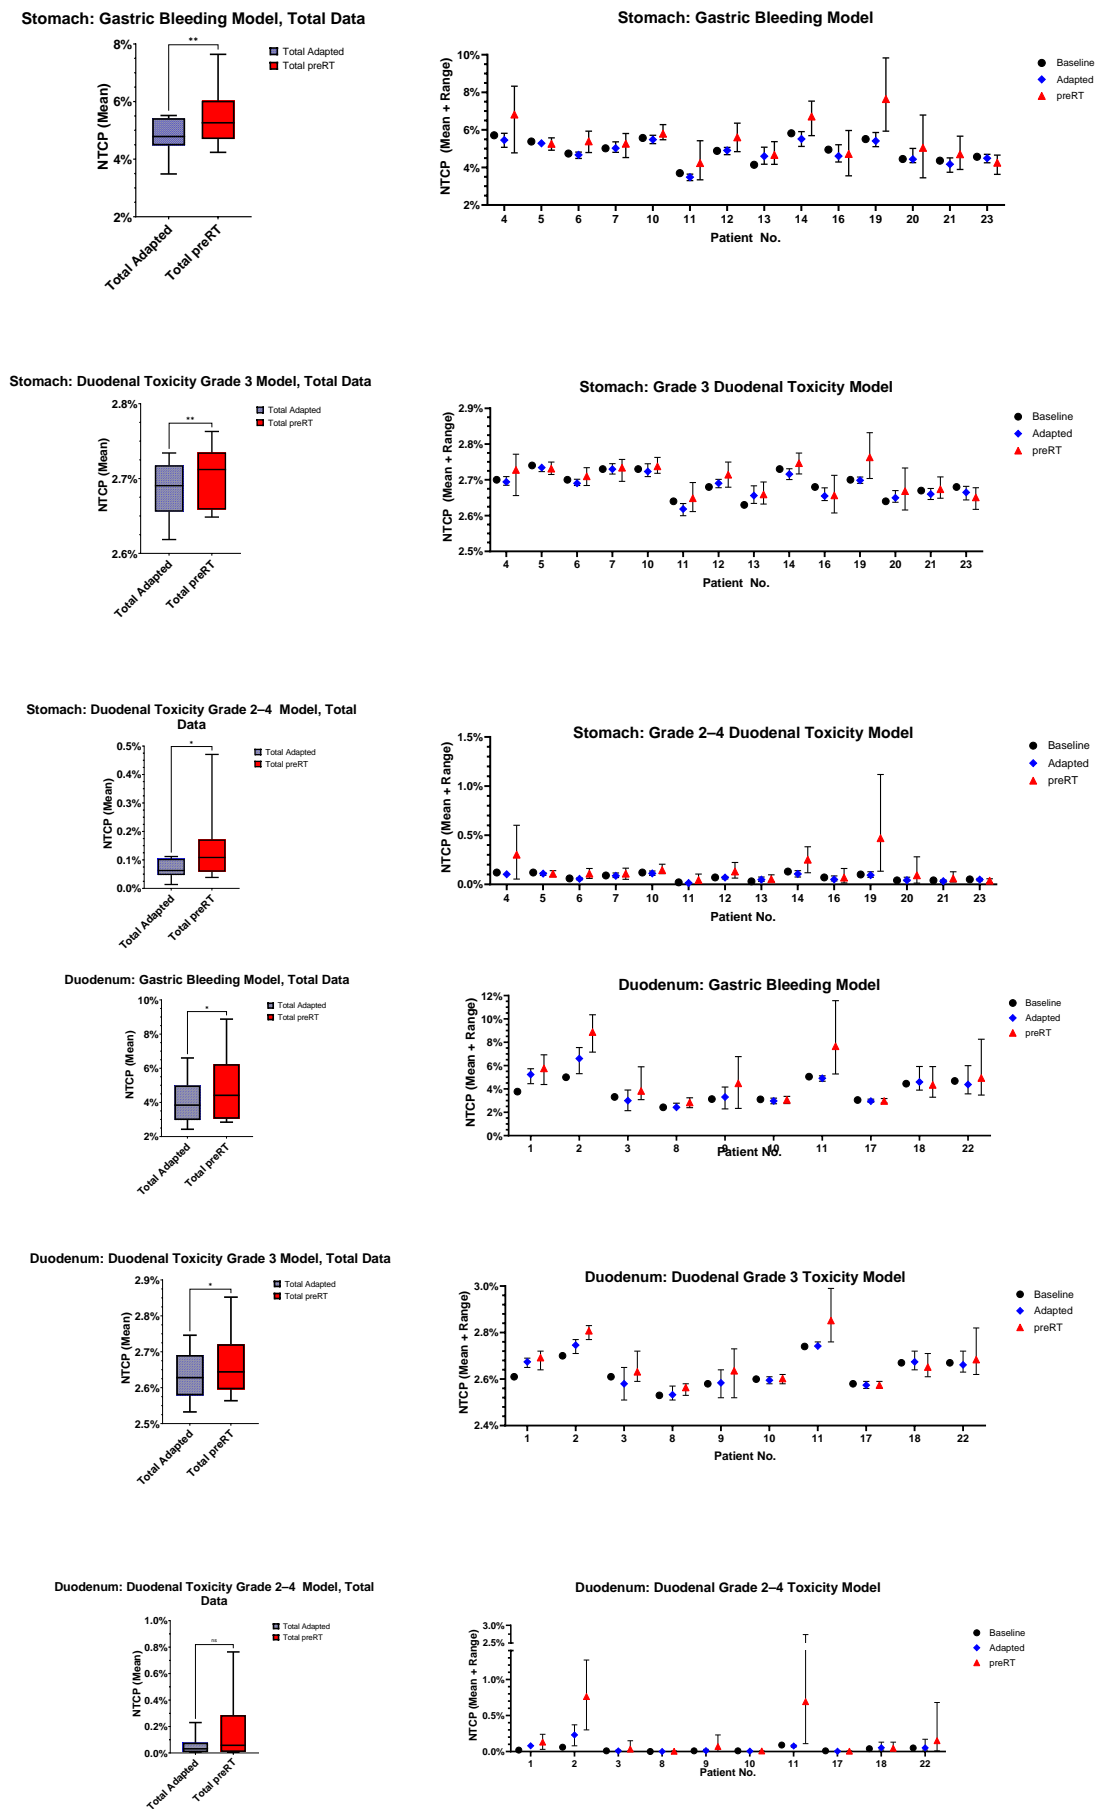 Stomach: Gastric Bleeding Model, Total Data
**
Total Adapted
Total preRT
NTCP (Mean)
8%
6%
4%
2%
Total Adapted
Total preRT
Stomach: Gastric Bleeding Model
Baseline
Adapted
preRT
NTCP (Mean + Range)
10%
8%
6%
4%
2%
4 5 6 7 10 11 12 13 14 16 19 20 21 23
Patient No.
Stomach: Duodenal Toxicity Grade 3 Model, Total Data
**
Total Adapted
Total preRT
NTCP (Mean)
2.8%
2.7%
2.6%
Total Adapted
Total preRT
Stomach: Grade 3 Duodenal Toxicity Model
Baseline
Adapted
preRT
NTCP (Mean + Range)
2.9%
2.8%
2.7%
2.6%
2.5%
4 5 6 7 10 11 12 13 14 16 19 20 21 23
Patient No.
Stomach: Duodenal Toxicity Grade 2–4 Model, Total
Data
*
Total Adapted
Total preRT
NTCP (Mean)
0.5%
0.4%
0.3%
0.2%
0.1%
0.0%
Total Adapted
Total preRT
Stomach: Grade 2–4 Duodenal Toxicity Model
Baseline
Adapted
preRT
NTCP (Mean + Range)
1.5%
1.0%
0.5%
0.0%
4 5 6 7 10 11 12 13 14 16 19 20 21 23
Patient No.
Duodenum: Gastric Bleeding Model, Total Data
*
Total Adapted
Total preRT
NTCP (Mean)
10%
8%
6%
4%
2%
Total Adapted
Total preRT
Duodenum: Gastric Bleeding Model
Baseline
Adapted
preRT
NTCP (Mean + Range)
12%
10%
8%
6%
4%
2%
0%
1 2 3 8 9 10 11 17 18 22
Patient No.
Duodenum: Duodenal Toxicity Grade 3 Model, Total Data
*
Total Adapted
Total preRT
NTCP (Mean)
2.9%
2.8%
2.7%
2.6%
2.5%
Total Adapted
Total preRT
Duodenum: Duodenal Grade 3 Toxicity Model
Baseline
Adapted
preRT
NTCP (Mean + Range)
3.0%
2.8%
2.6%
2.4%
1 2 3 8 9 10 11 17 18 22
Patient No.
Duodenum: Duodenal Toxicity Grade 2–4 Model, Total
Data
ns
Total Adapted
Total preRT
NTCP (Mean)
1.0%
0.8%
0.6%
0.4%
0.2%
0.0%
Total Adapted
Total preRT
Duodenum: Duodenal Grade 2–4 Toxicity Model
Baseline
Adapted
preRT
NTCP (Mean + Range)
3.0%
2.5%
1.0%
0.5%
0.0%
1 2 3 8 9 10 11 17 18 22
Patient No.